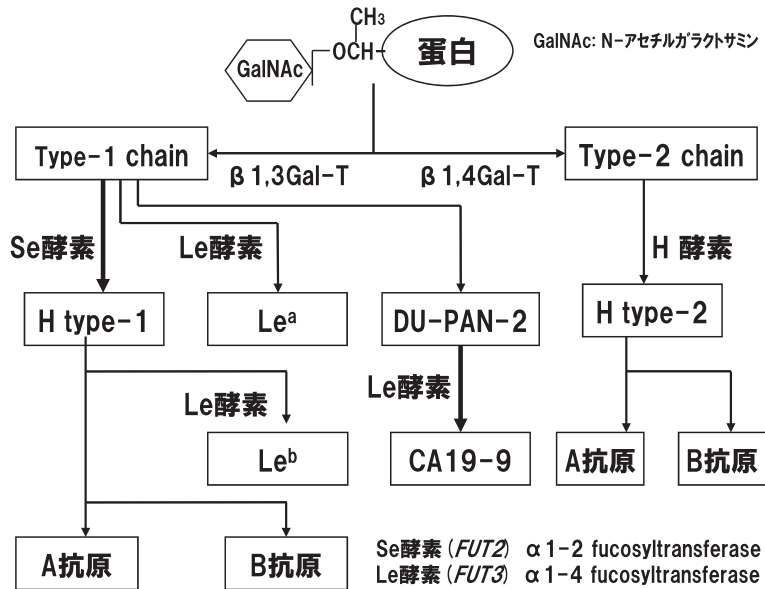 CH3
GalNAc
OCH
蛋白
GalNAc: N-アセチルガラクトサミン
Type-1 chain
β1,3Gal-T
β1,4Gal-T
Type-2 chain
Se酵素
Le酵素
H 酵素
H type-1
Leᵃ
DU-PAN-2
H type-2
Le酵素
Le酵素
Leᵇ
CA19-9
A抗原
B抗原
A抗原
B抗原
Se酵素 (FUT2) α1-2 fucosyltransferase
Le酵素 (FUT3) α1-4 fucosyltransferase